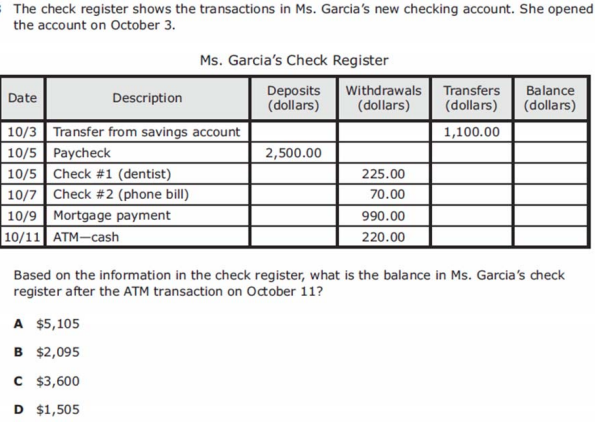 The check register shows the transactions in Ms. Garcia's new checking account. She opened
the account on October 3.
Ms. Garcia's Check Register
Date Description Deposits (dollars) Withdrawals (dollars) Transfers (dollars) Balance (dollars)
10/3 Transfer from savings account 1,100.00
10/5 Paycheck 2,500.00
10/5 Check #1 (dentist) 225.00
10/7 Check #2 (phone bill) 70.00
10/9 Mortgage payment 990.00
10/11 ATM—cash 220.00
Based on the information in the check register, what is the balance in Ms. Garcia's check
register after the ATM transaction on October 11?
A $5,105
B $2,095
C $3,600
D $1,505